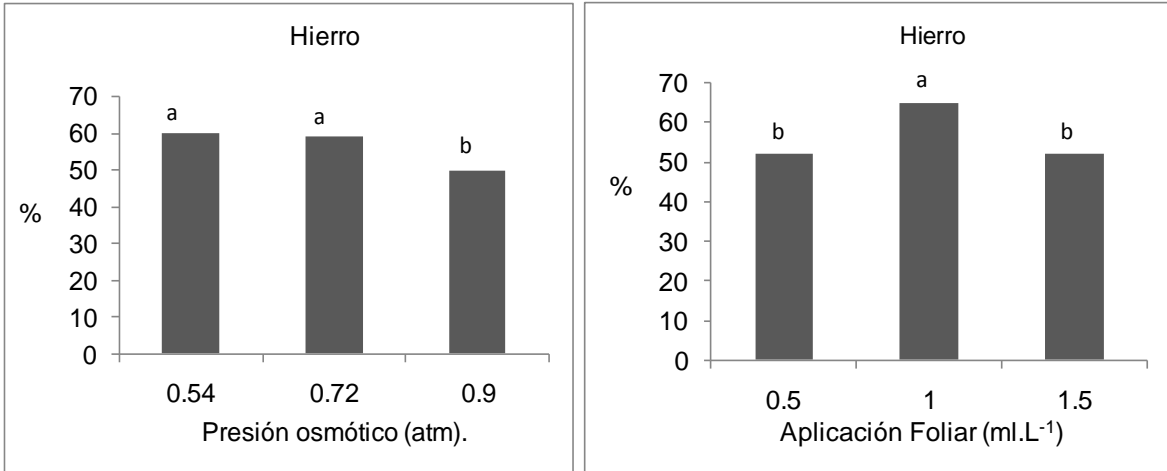 Hierro
70
60
50
40
30
20
10
0
%
a
a
b
0.54 0.72 0.9
Presión osmótico (atm).
Hierro
70
60
50
40
30
20
10
0
%
b
a
b
0.5 1 1.5
Aplicación Foliar (ml.L⁻¹)